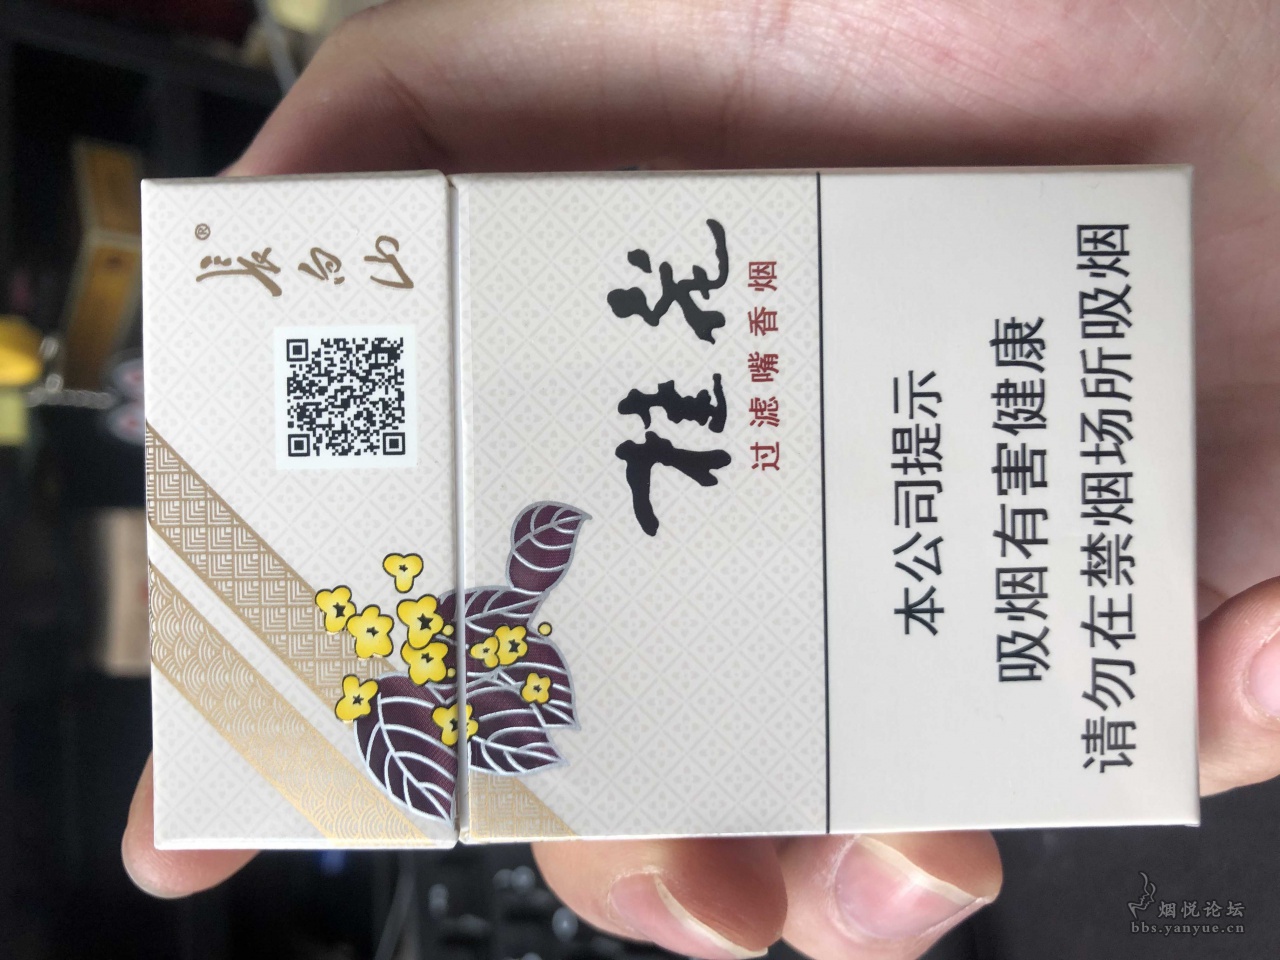 长白山®
桂花
过滤嘴香烟
本公司提示
吸烟有害健康
请勿在禁烟场所吸烟
烟悦论坛
bbs.yanyue.cn